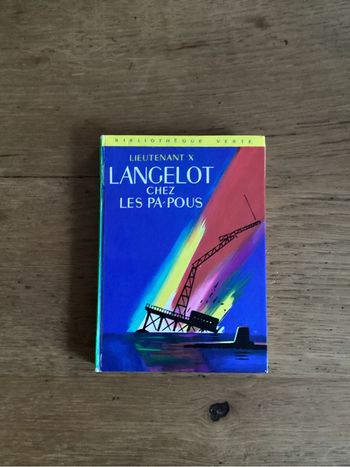 BIBLIOTHÈQUE VERTE
LIEUTENANT X
LANGELOT
CHEZ
LES PA-POUS